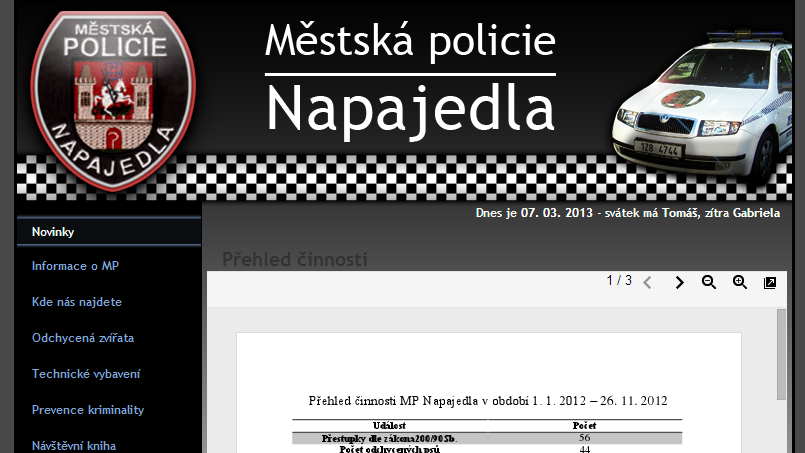 MĚSTSKÁ
POLICIE
NAPAJEDLA
Městská policie
Napajedla
1Z8 4744
Dnes je 07. 03. 2013 - svátek má Tomáš, zítra Gabriela
Novinky
Informace o MP
Kde nás najdete
Odchycená zvířata
Technické vybavení
Prevence kriminality
Návštěvní kniha
Přehled činnosti
1 / 3
Přehled činnosti MP Napajedla v období 1. 1. 2012 – 26. 11. 2012
Událost Počet
Přestupky dle zákona200/90Sb. 56
Počet odchycených psů 44